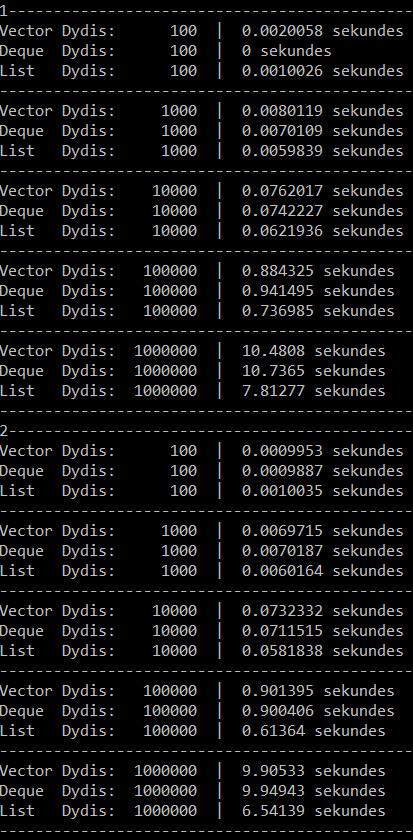 1----------------------------------------------
Vector Dydis:     100  |  0.0020058 sekundes
Deque  Dydis:     100  |  0 sekundes
List   Dydis:     100  |  0.0010026 sekundes
----------------------------------------------
Vector Dydis:    1000  |  0.0080119 sekundes
Deque  Dydis:    1000  |  0.0070109 sekundes
List   Dydis:    1000  |  0.0059839 sekundes
----------------------------------------------
Vector Dydis:   10000  |  0.0762017 sekundes
Deque  Dydis:   10000  |  0.0742227 sekundes
List   Dydis:   10000  |  0.0621936 sekundes
----------------------------------------------
Vector Dydis:  100000  |  0.884325 sekundes
Deque  Dydis:  100000  |  0.941495 sekundes
List   Dydis:  100000  |  0.736985 sekundes
----------------------------------------------
Vector Dydis:  1000000  |  10.4808 sekundes
Deque  Dydis:  1000000  |  10.7365 sekundes
List   Dydis:  1000000  |  7.81277 sekundes
----------------------------------------------
2----------------------------------------------
Vector Dydis:     100  |  0.0009953 sekundes
Deque  Dydis:     100  |  0.0009887 sekundes
List   Dydis:     100  |  0.0010035 sekundes
----------------------------------------------
Vector Dydis:    1000  |  0.0069715 sekundes
Deque  Dydis:    1000  |  0.0070187 sekundes
List   Dydis:    1000  |  0.0060164 sekundes
----------------------------------------------
Vector Dydis:   10000  |  0.0732332 sekundes
Deque  Dydis:   10000  |  0.0711515 sekundes
List   Dydis:   10000  |  0.0581838 sekundes
----------------------------------------------
Vector Dydis:  100000  |  0.901395 sekundes
Deque  Dydis:  100000  |  0.900406 sekundes
List   Dydis:  100000  |  0.61364 sekundes
----------------------------------------------
Vector Dydis:  1000000  |  9.90533 sekundes
Deque  Dydis:  1000000  |  9.94943 sekundes
List   Dydis:  1000000  |  6.54139 sekundes
----------------------------------------------